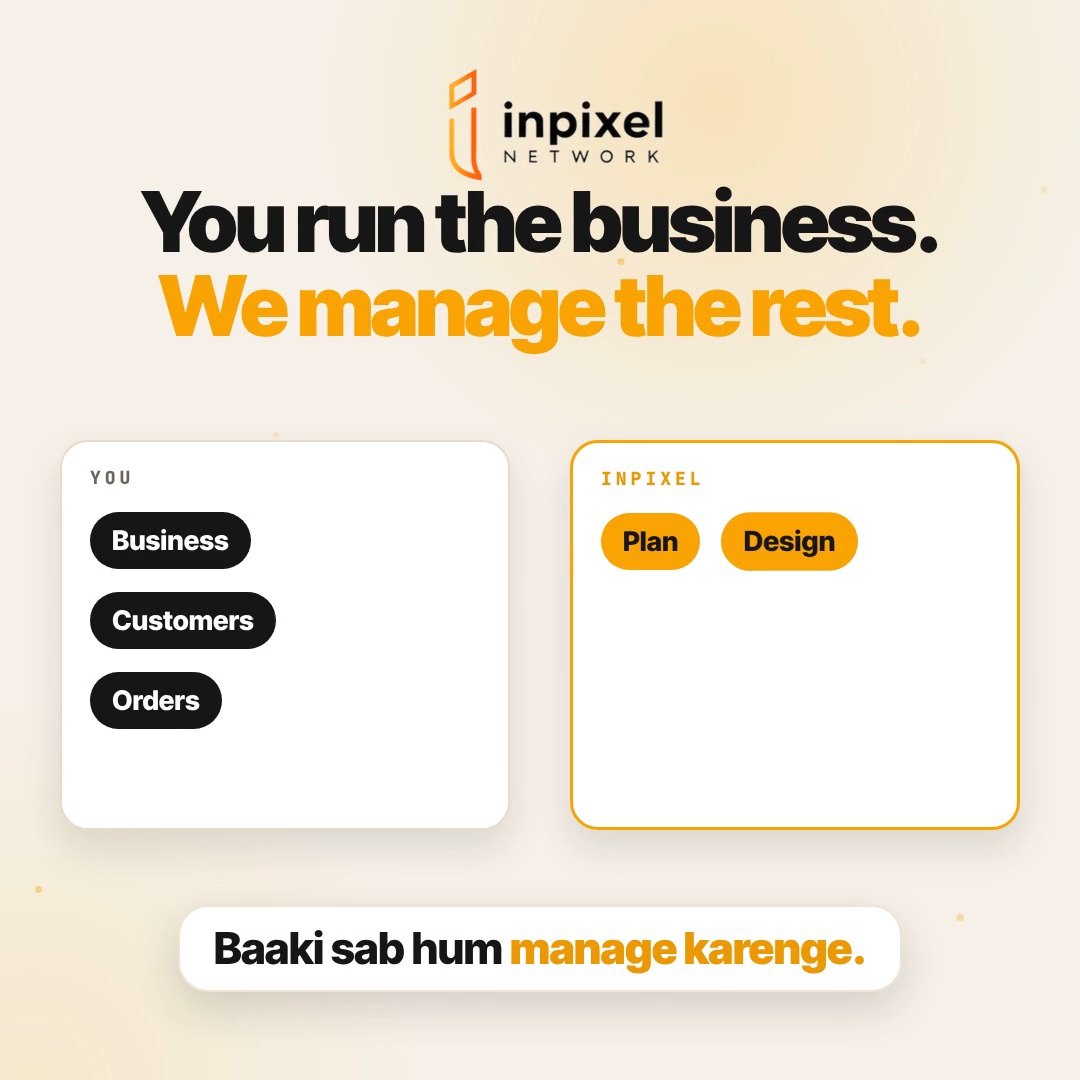 inpixel
NETWORK
You run the business.
We manage the rest.
YOU
Business
Customers
Orders
INPIXEL
Plan Design
Baaki sab hum manage karenge.